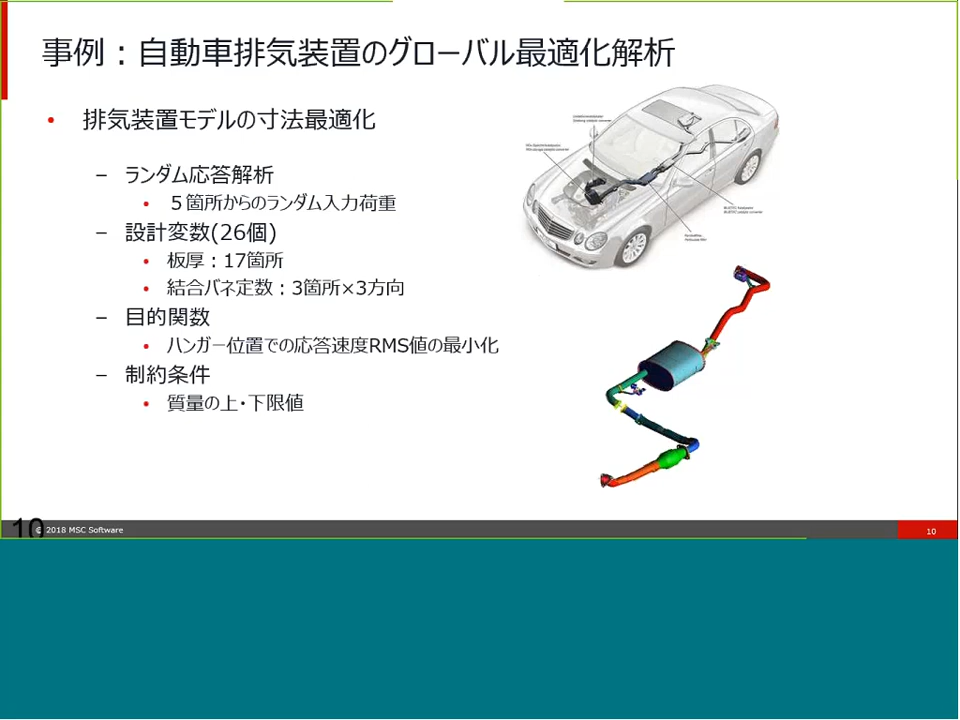 事例：自動車排気装置のグローバル最適化解析
• 排気装置モデルの寸法最適化
– ランダム応答解析
• ５箇所からのランダム入力荷重
– 設計変数(26個)
• 板厚：17箇所
• 結合バネ定数：3箇所×3方向
– 目的関数
• ハンガー位置での応答速度RMS値の最小化
– 制約条件
• 質量の上・下限値
10
© 2018 MSC Software
10